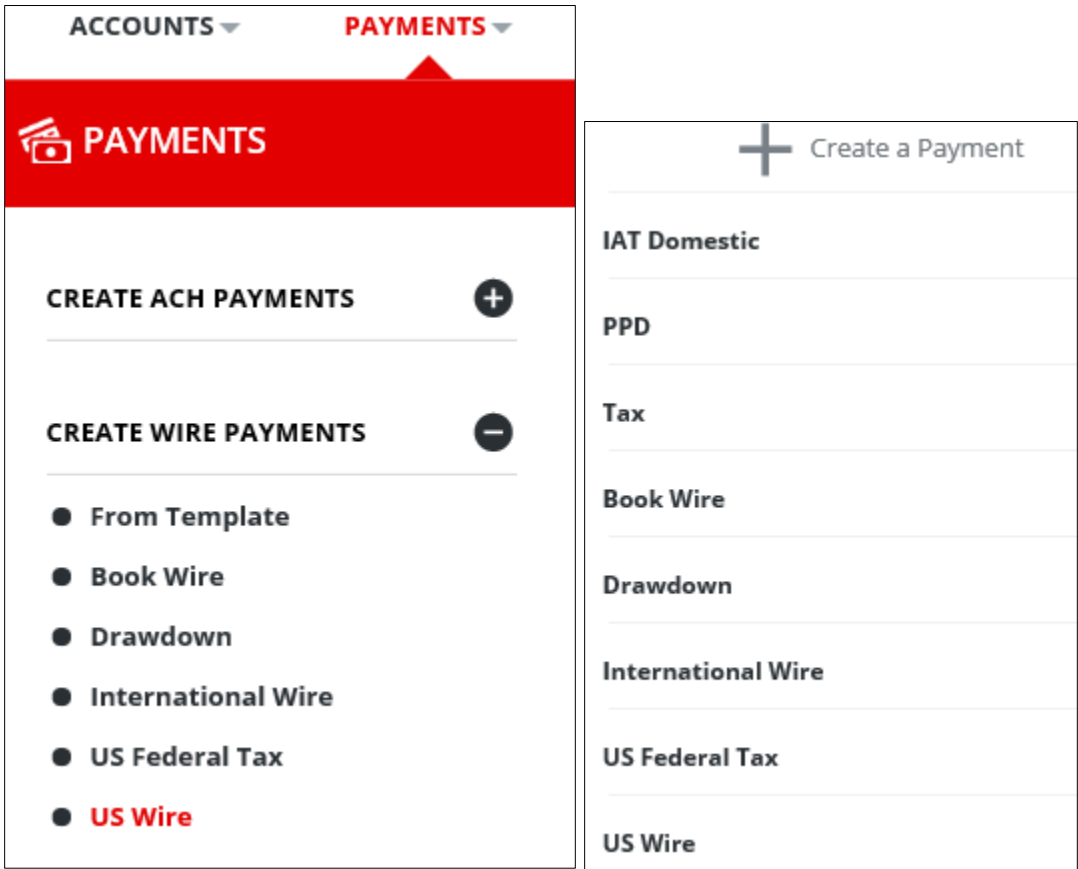 ACCOUNTS PAYMENTS
PAYMENTS
CREATE ACH PAYMENTS
CREATE WIRE PAYMENTS
From Template
Book Wire
Drawdown
International Wire
US Federal Tax
US Wire
Create a Payment
IAT Domestic
PPD
Tax
Book Wire
Drawdown
International Wire
US Federal Tax
US Wire